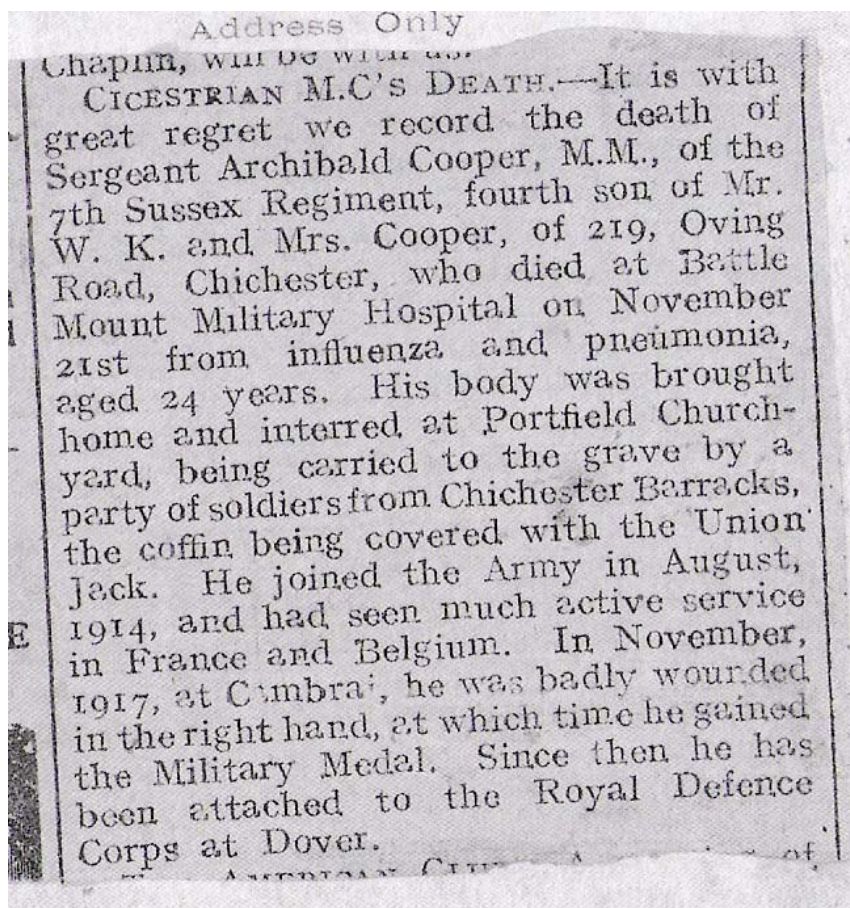 Address Only
Chaplin, will be with us.
CICESTRIAN M.C'S DEATH.—It is with
great regret we record the death of
Sergeant Archibald Cooper, M.M., of the
7th Sussex Regiment, fourth son of Mr.
W. K. and Mrs. Cooper, of 219, Oving
Road, Chichester, who died at Battle
Mount Military Hospital on November
21st from influenza and pneumonia,
aged 24 years. His body was brought
home and interred at Portfield Church-
yard, being carried to the grave by a
party of soldiers from Chichester Barracks,
the coffin being covered with the Union
Jack. He joined the Army in August,
1914, and had seen much active service
in France and Belgium. In November,
1917, at Cambrai, he was badly wounded
in the right hand, at which time he gained
the Military Medal. Since then he has
been attached to the Royal Defence
Corps at Dover.
AMERICAN of